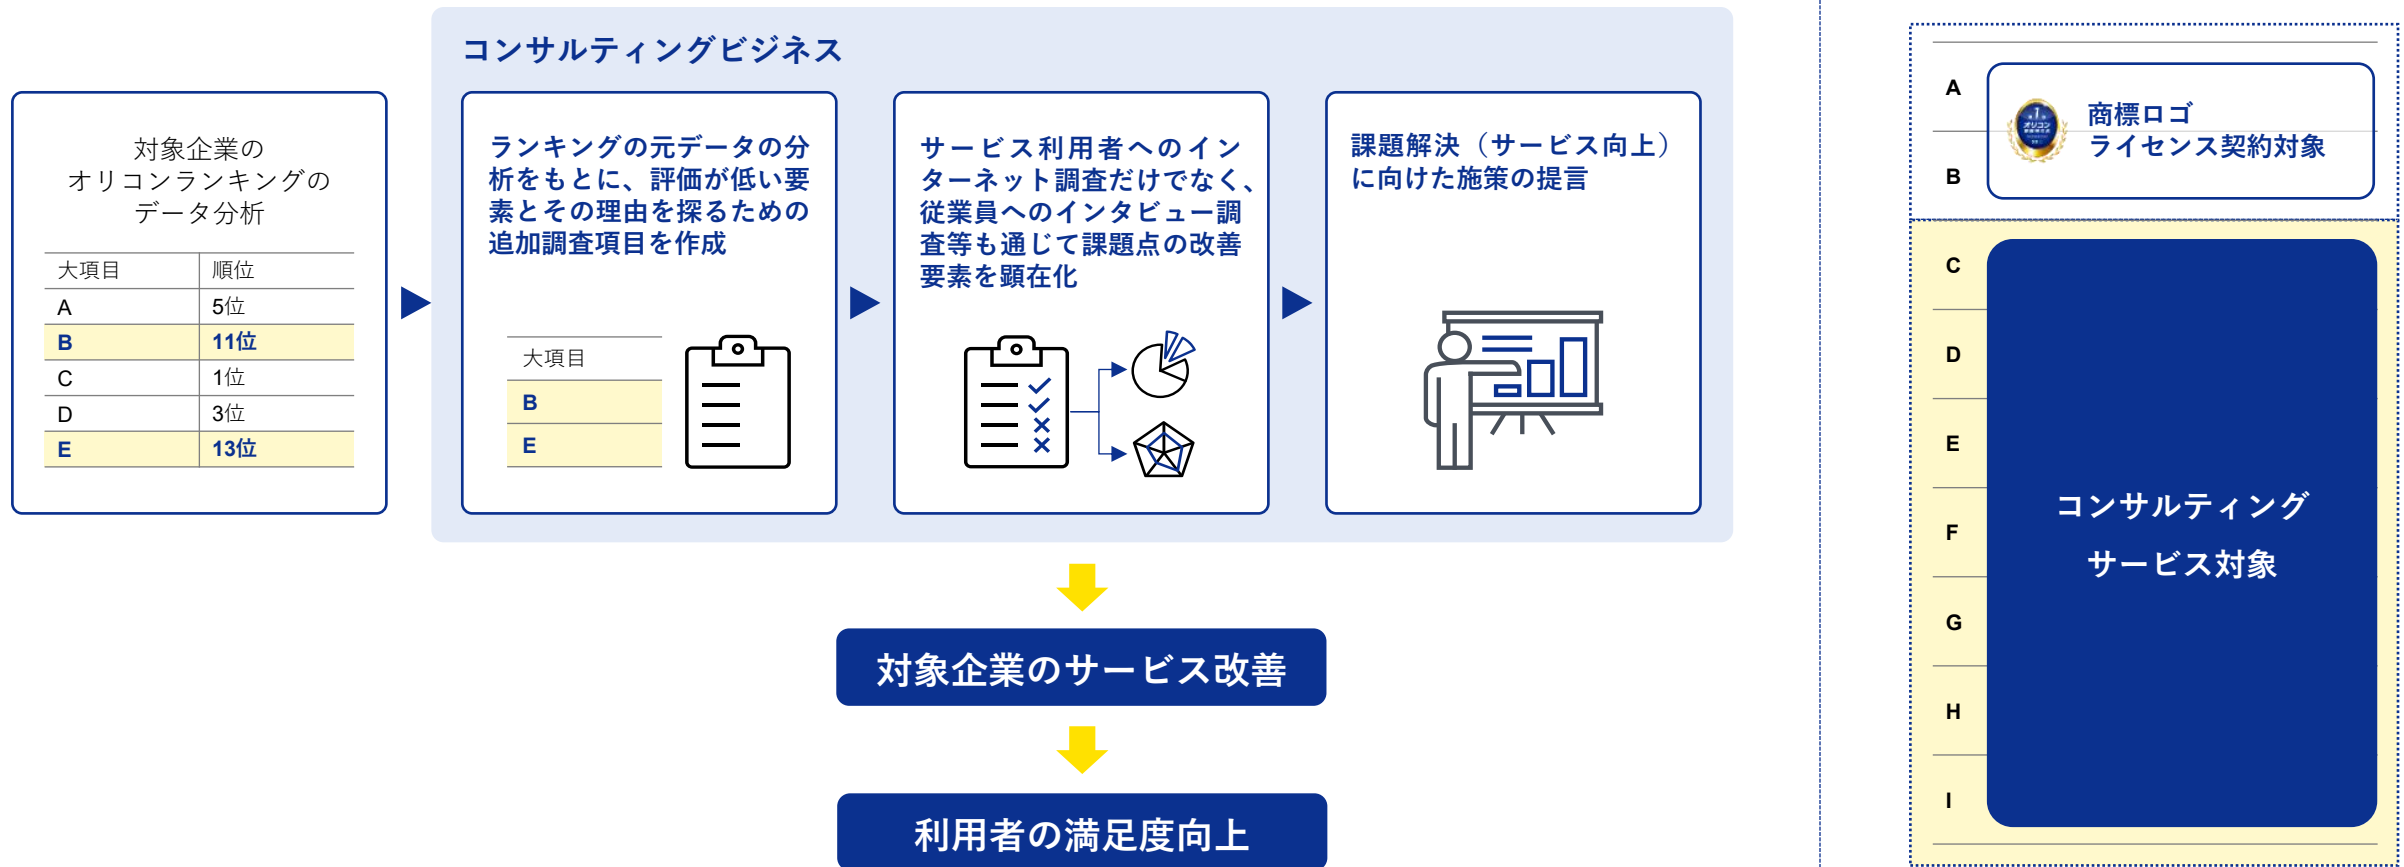 コンサルティングビジネス
対象企業の
オリコンランキングの
データ分析
大項目 順位
A 5位
B 11位
C 1位
D 3位
E 13位
ランキングの元データの分
析をもとに、評価が低い要
素とその理由を探るための
追加調査項目を作成
大項目
B
E
サービス利用者へのイン
ターネット調査だけでなく、
従業員へのインタビュー調
査等も通じて課題点の改善
要素を顕在化
課題解決（サービス向上）
に向けた施策の提言
対象企業のサービス改善
利用者の満足度向上
A
B
オリコン
商標ロゴ
ライセンス契約対象
C
D
E
F
G
H
I
コンサルティング
サービス対象